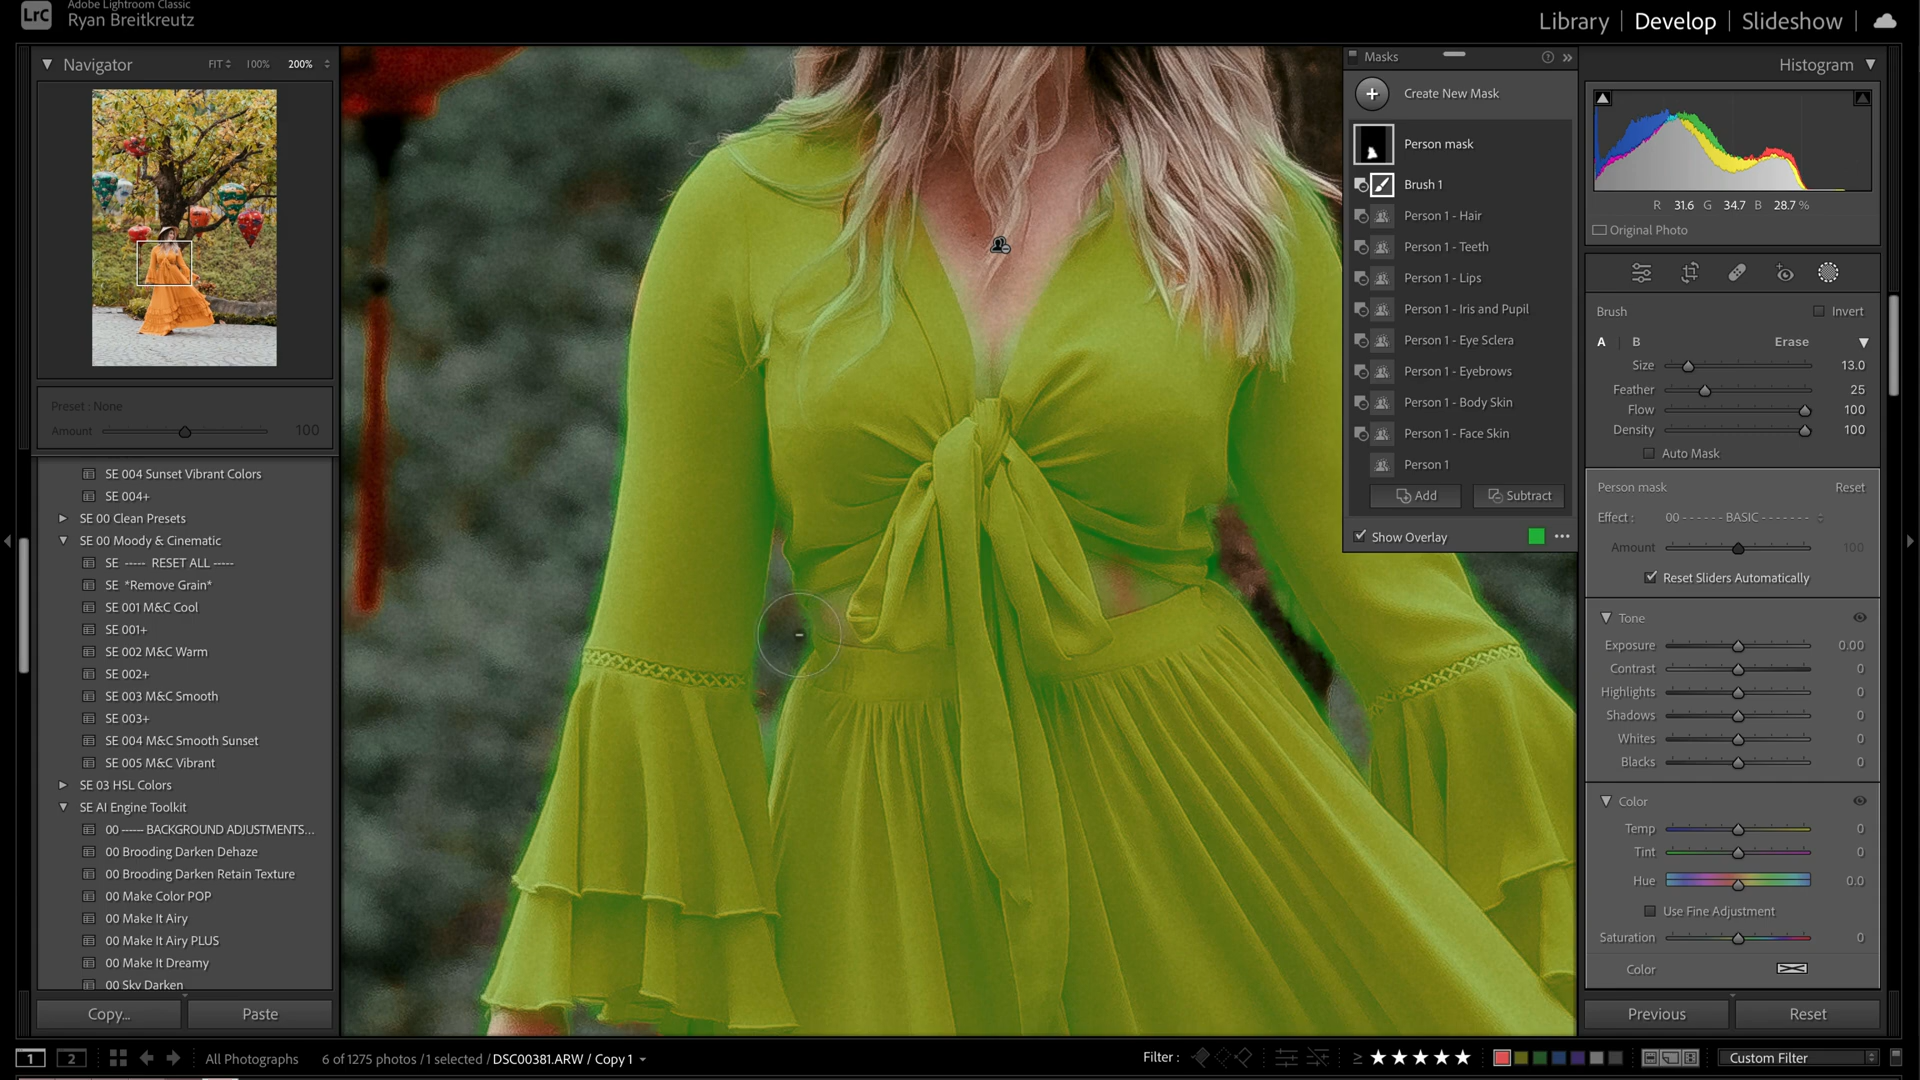 LrC
Adobe Lightroom Classic
Ryan Breitkreutz
Library | Develop | Slideshow
Navigator FIT 100% 200%
Preset : None
Amount 100
SE 004 Sunset Vibrant Colors
SE 004+
SE 00 Clean Presets
SE 00 Moody & Cinematic
SE ----- RESET ALL -----
SE *Remove Grain*
SE 001 M&C Cool
SE 001+
SE 002 M&C Warm
SE 002+
SE 003 M&C Smooth
SE 003+
SE 004 M&C Smooth Sunset
SE 005 M&C Vibrant
SE 03 HSL Colors
SE AI Engine Toolkit
00 ----- BACKGROUND ADJUSTMENTS...
00 Brooding Darken Dehaze
00 Brooding Darken Retain Texture
00 Make Color POP
00 Make It Airy
00 Make It Airy PLUS
00 Make It Dreamy
00 Sky Darken
Copy... Paste
Masks
Create New Mask
Person mask
Brush 1
Person 1 - Hair
Person 1 - Teeth
Person 1 - Lips
Person 1 - Iris and Pupil
Person 1 - Eye Sclera
Person 1 - Eyebrows
Person 1 - Body Skin
Person 1 - Face Skin
Person 1
Add Subtract
Show Overlay
Histogram
R 31.6 G 34.7 B 28.7 %
Original Photo
Brush Invert
A B Erase
Size 13.0
Feather 25
Flow 100
Density 100
Auto Mask
Person mask Reset
Effect : 00 ------ BASIC -------
Amount 100
Reset Sliders Automatically
Tone
Exposure 0.00
Contrast 0
Highlights 0
Shadows 0
Whites 0
Blacks 0
Color
Temp 0
Tint 0
Hue 0.0
Use Fine Adjustment
Saturation 0
Color
Previous Reset
1 2 All Photographs 6 of 1275 photos / 1 selected / DSC00381.ARW / Copy 1 Filter : ≥ ★ ★ ★ ★ ★ Custom Filter